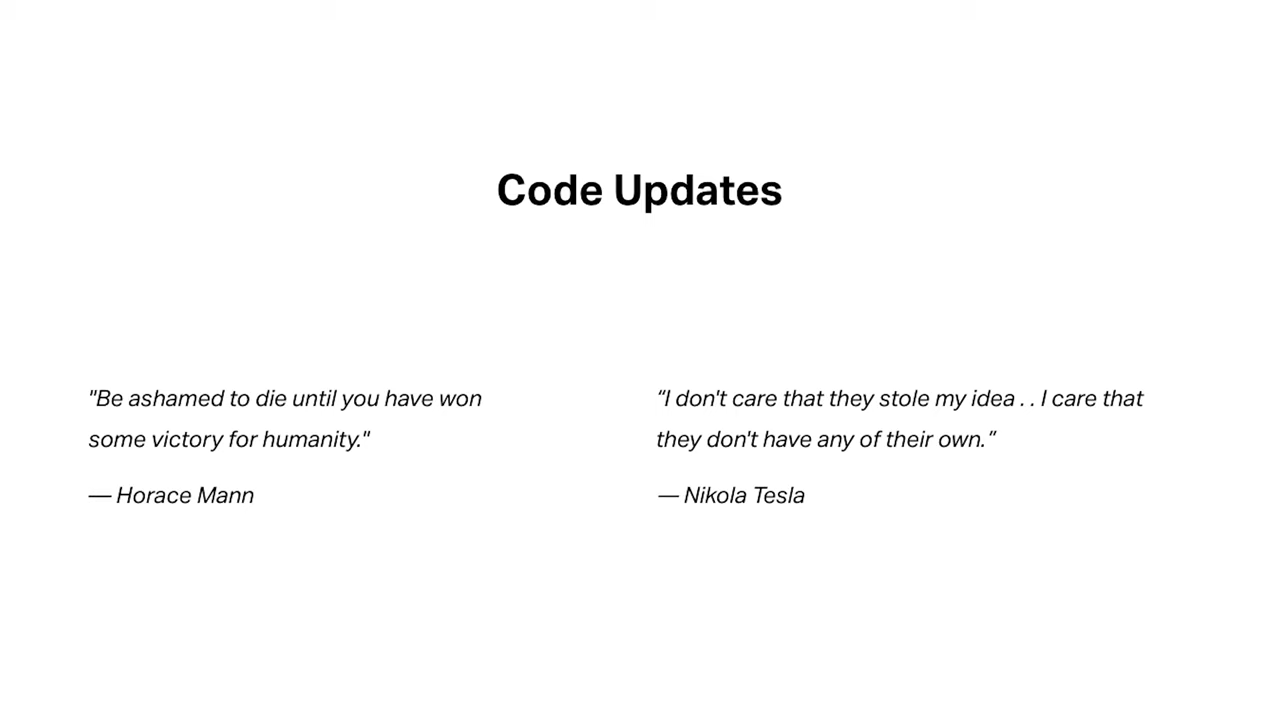 Code Updates
"Be ashamed to die until you have won
some victory for humanity."
— Horace Mann
“I don't care that they stole my idea . . I care that
they don't have any of their own.”
— Nikola Tesla